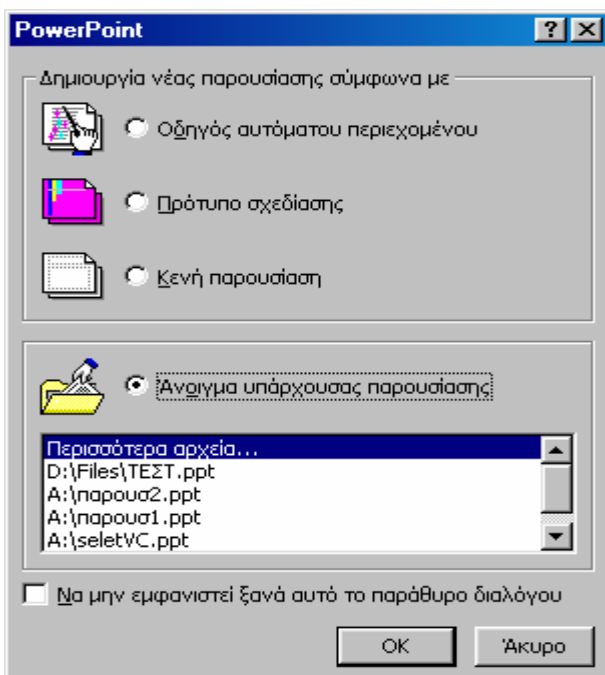 PowerPoint
Δημιουργία νέας παρουσίασης σύμφωνα με
Οδηγός αυτόματου περιεχομένου
Πρότυπο σχεδίασης
Κενή παρουσίαση
Άνοιγμα υπάρχουσας παρουσίασης
Περισσότερα αρχεία...
D:\Files\ΤΕΣΤ.ppt
A:\παρουσ2.ppt
A:\παρουσ1.ppt
A:\seletVC.ppt
Να μην εμφανιστεί ξανά αυτό το παράθυρο διαλόγου
OK
Άκυρο